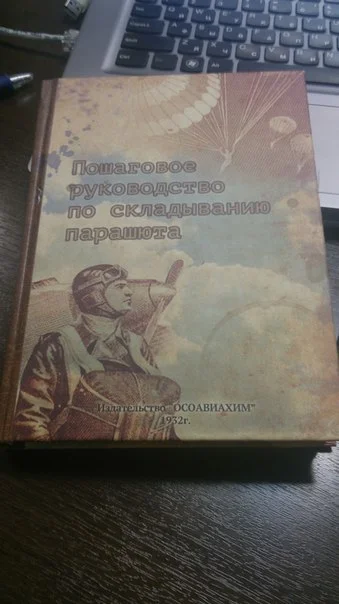 Пошаговое
руководство
по складыванию
парашюта
Издательство "ОСОАВИАХИМ"
1932г.